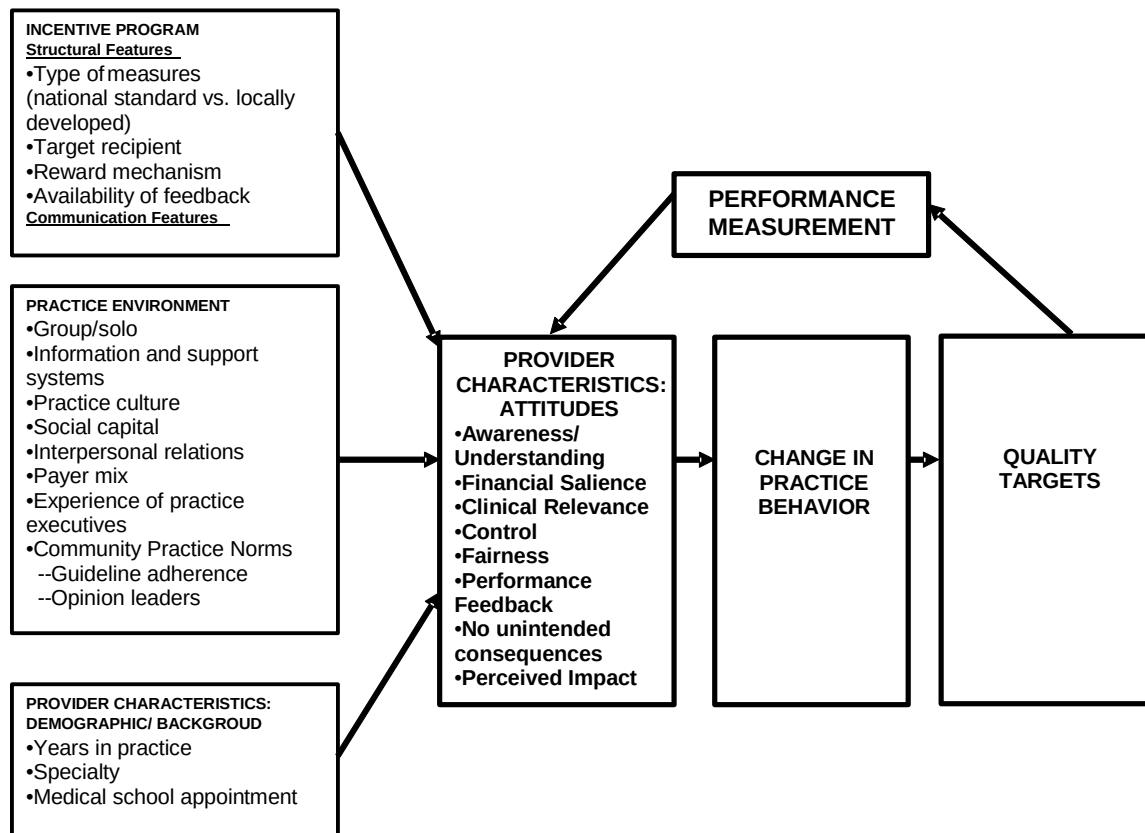 INCENTIVE PROGRAM
Structural Features
•Type of measures
(national standard vs. locally
developed)
•Target recipient
•Reward mechanism
•Availability of feedback
Communication Features
PRACTICE ENVIRONMENT
•Group/solo
•Information and support
systems
•Practice culture
•Social capital
•Interpersonal relations
•Payer mix
•Experience of practice
executives
•Community Practice Norms
--Guideline adherence
--Opinion leaders
PROVIDER CHARACTERISTICS:
DEMOGRAPHIC/ BACKGROUD
•Years in practice
•Specialty
•Medical school appointment
PERFORMANCE
MEASUREMENT
PROVIDER
CHARACTERISTICS:
ATTITUDES
•Awareness/
Understanding
•Financial Salience
•Clinical Relevance
•Control
•Fairness
•Performance
Feedback
•No unintended
consequences
•Perceived Impact
CHANGE IN
PRACTICE
BEHAVIOR
QUALITY
TARGETS